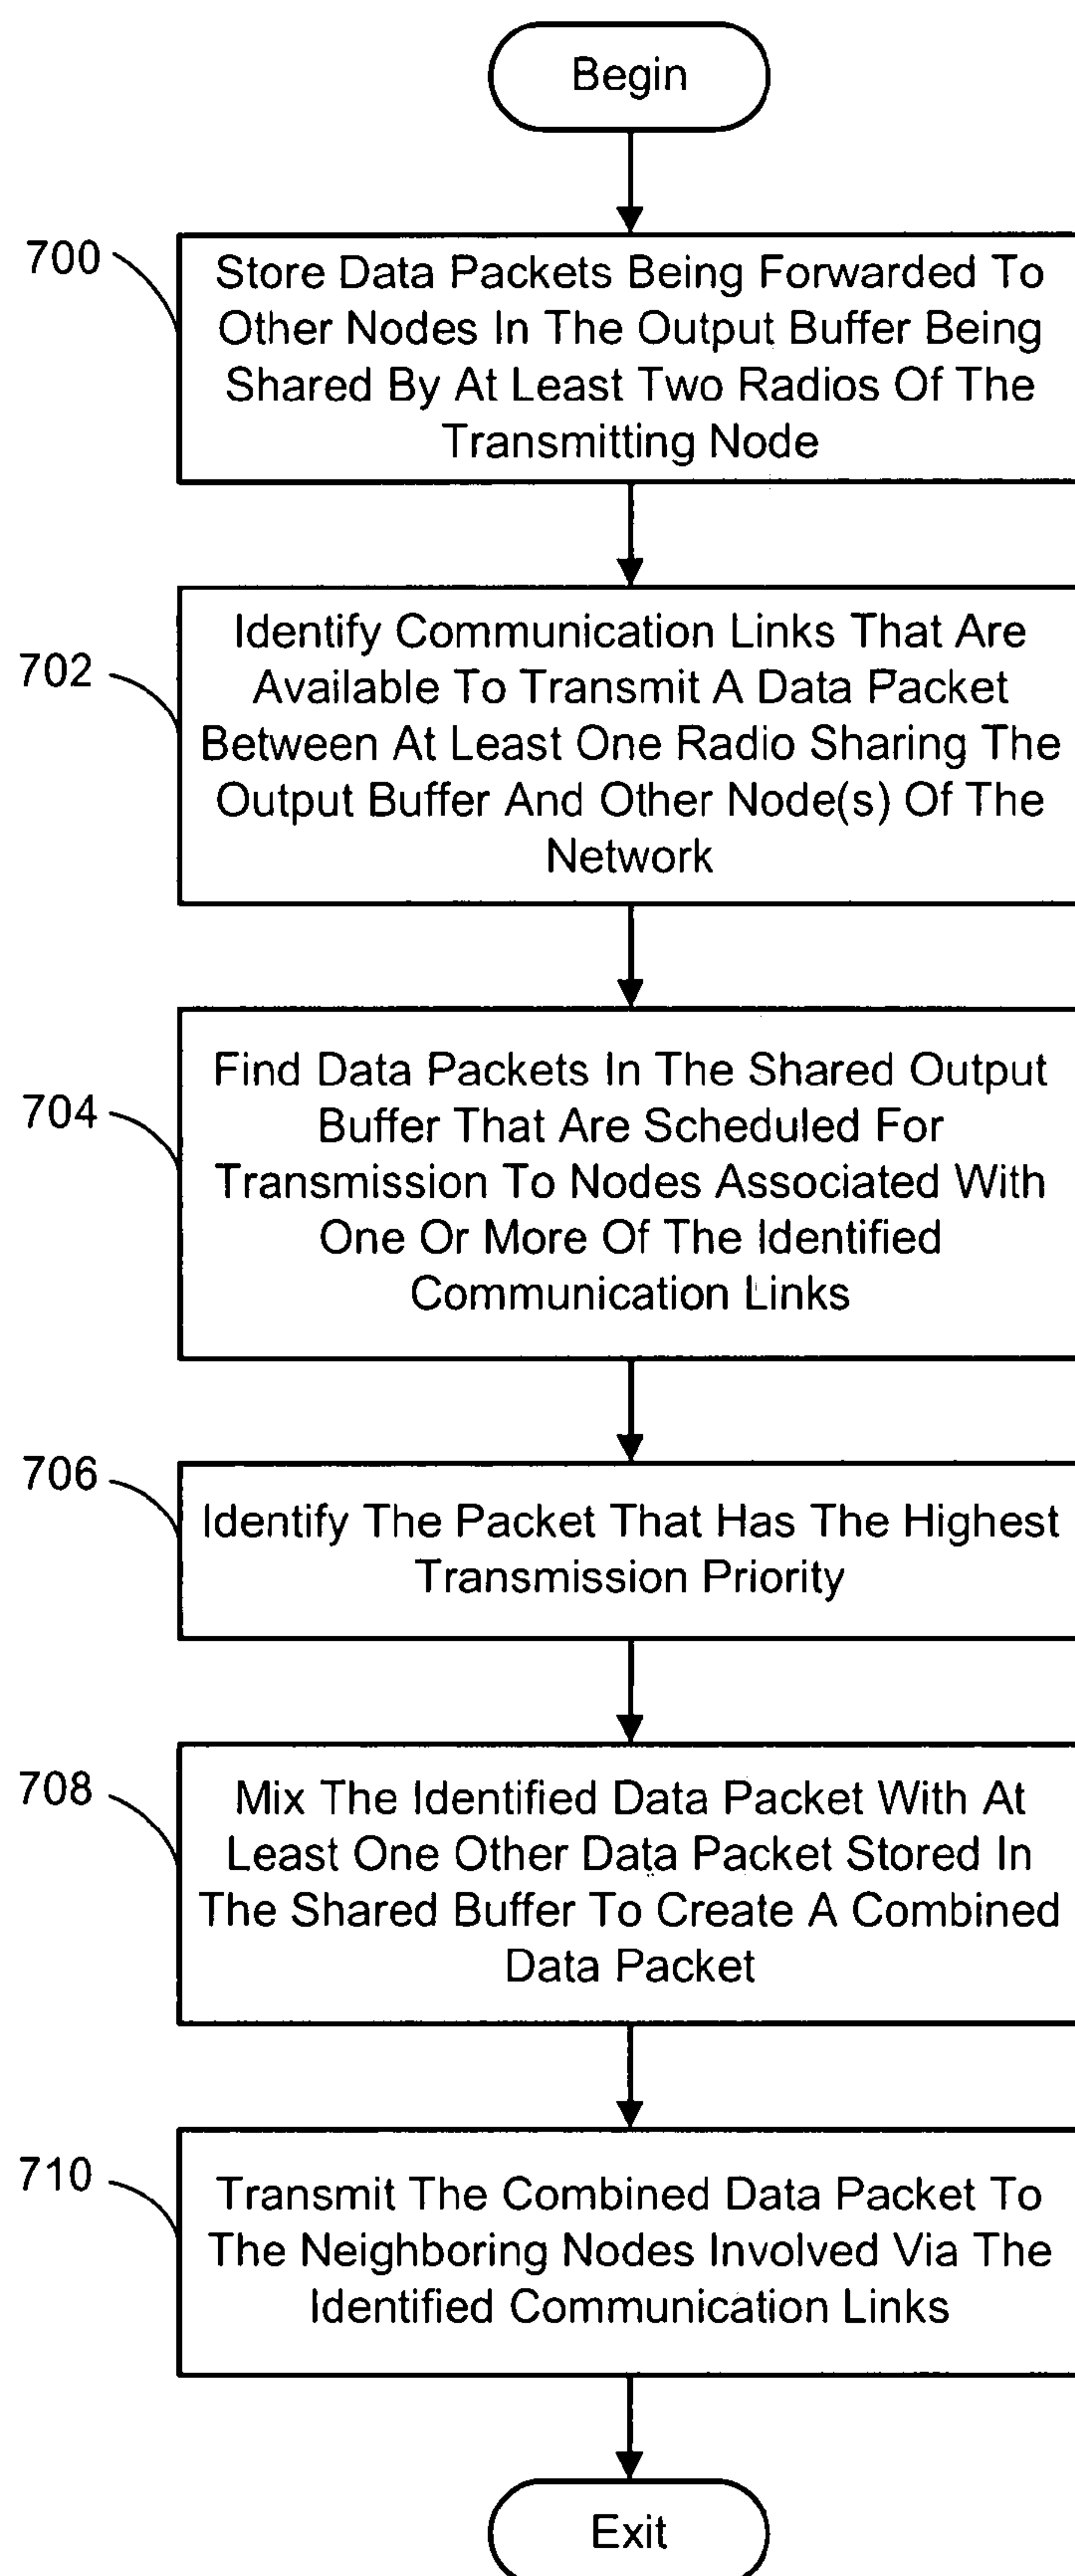 Begin
700
Store Data Packets Being Forwarded To
Other Nodes In The Output Buffer Being
Shared By At Least Two Radios Of The
Transmitting Node
702
Identify Communication Links That Are
Available To Transmit A Data Packet
Between At Least One Radio Sharing The
Output Buffer And Other Node(s) Of The
Network
704
Find Data Packets In The Shared Output
Buffer That Are Scheduled For
Transmission To Nodes Associated With
One Or More Of The Identified
Communication Links
706
Identify The Packet That Has The Highest
Transmission Priority
708
Mix The Identified Data Packet With At
Least One Other Data Packet Stored In
The Shared Buffer To Create A Combined
Data Packet
710
Transmit The Combined Data Packet To
The Neighboring Nodes Involved Via The
Identified Communication Links
Exit